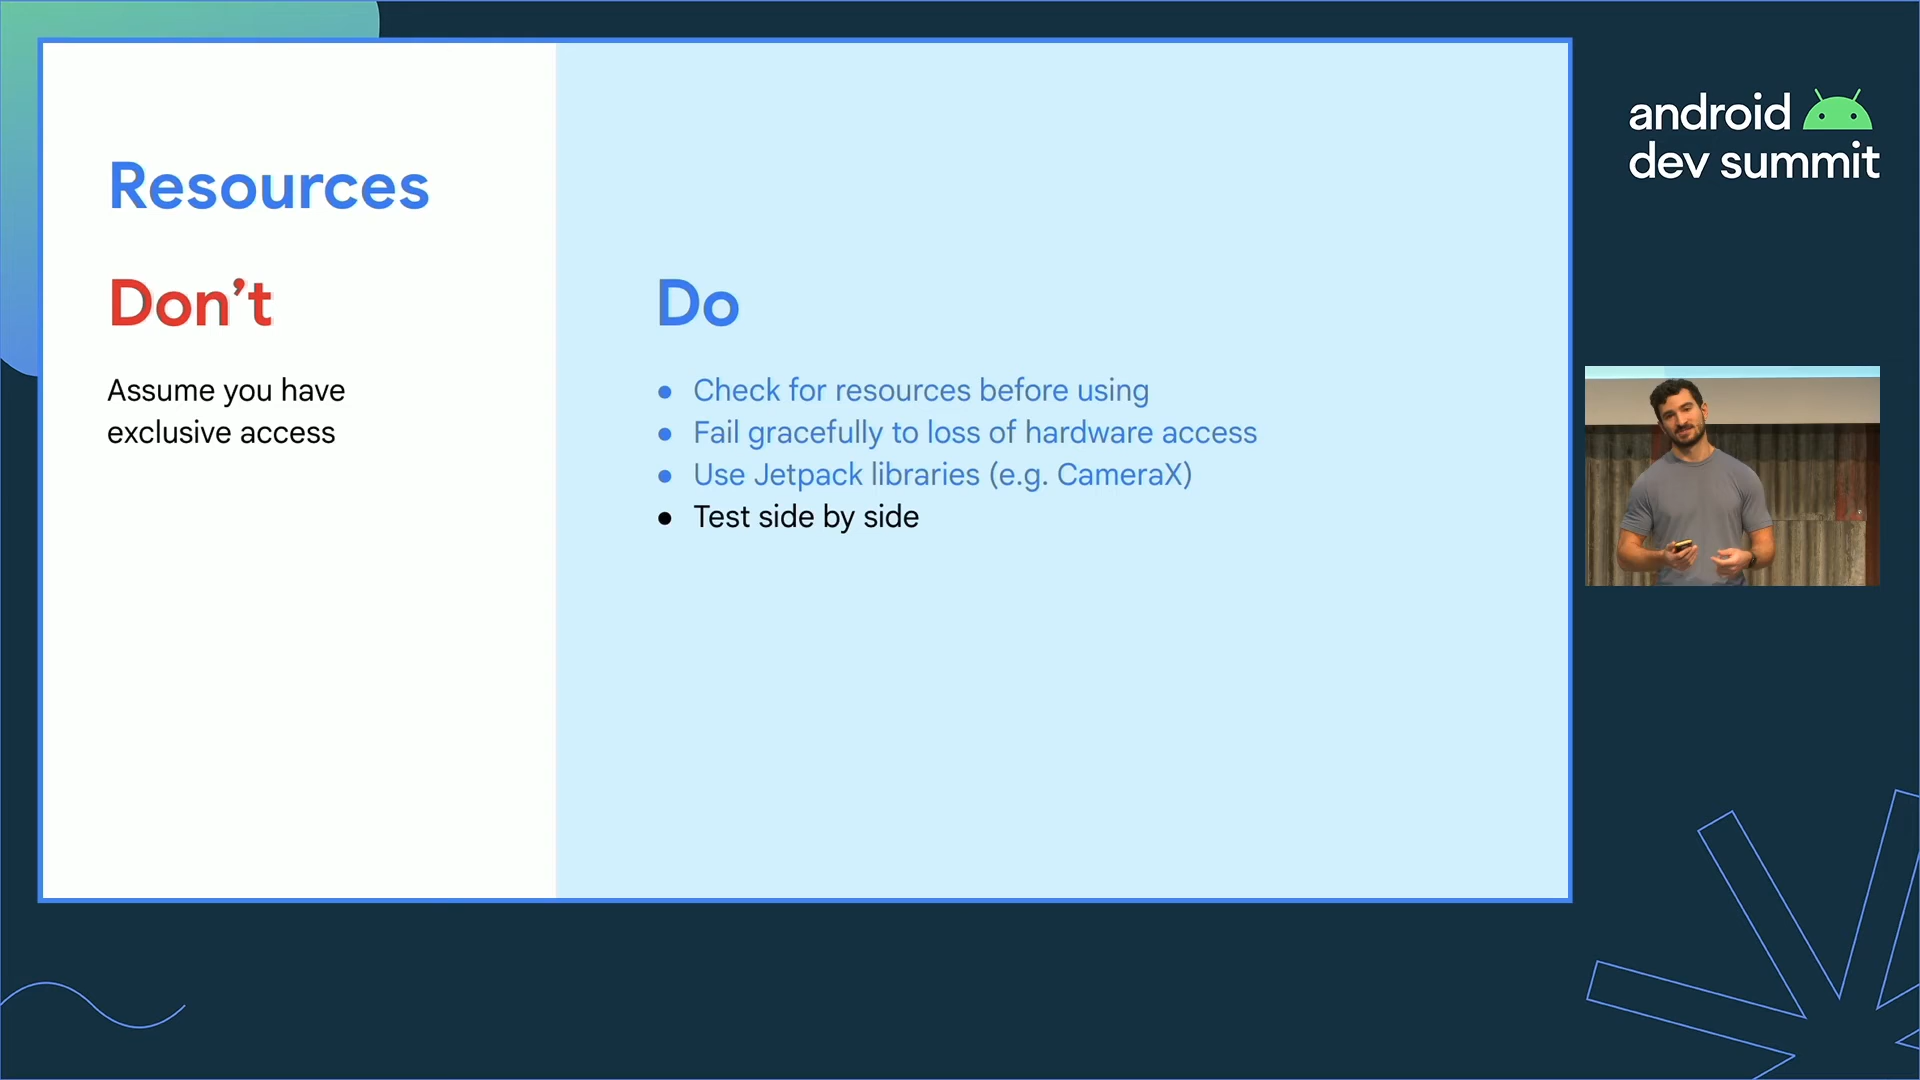 Resources
Don’t
Assume you have
exclusive access
Do
● Check for resources before using
● Fail gracefully to loss of hardware access
● Use Jetpack libraries (e.g. CameraX)
● Test side by side
android
dev summit